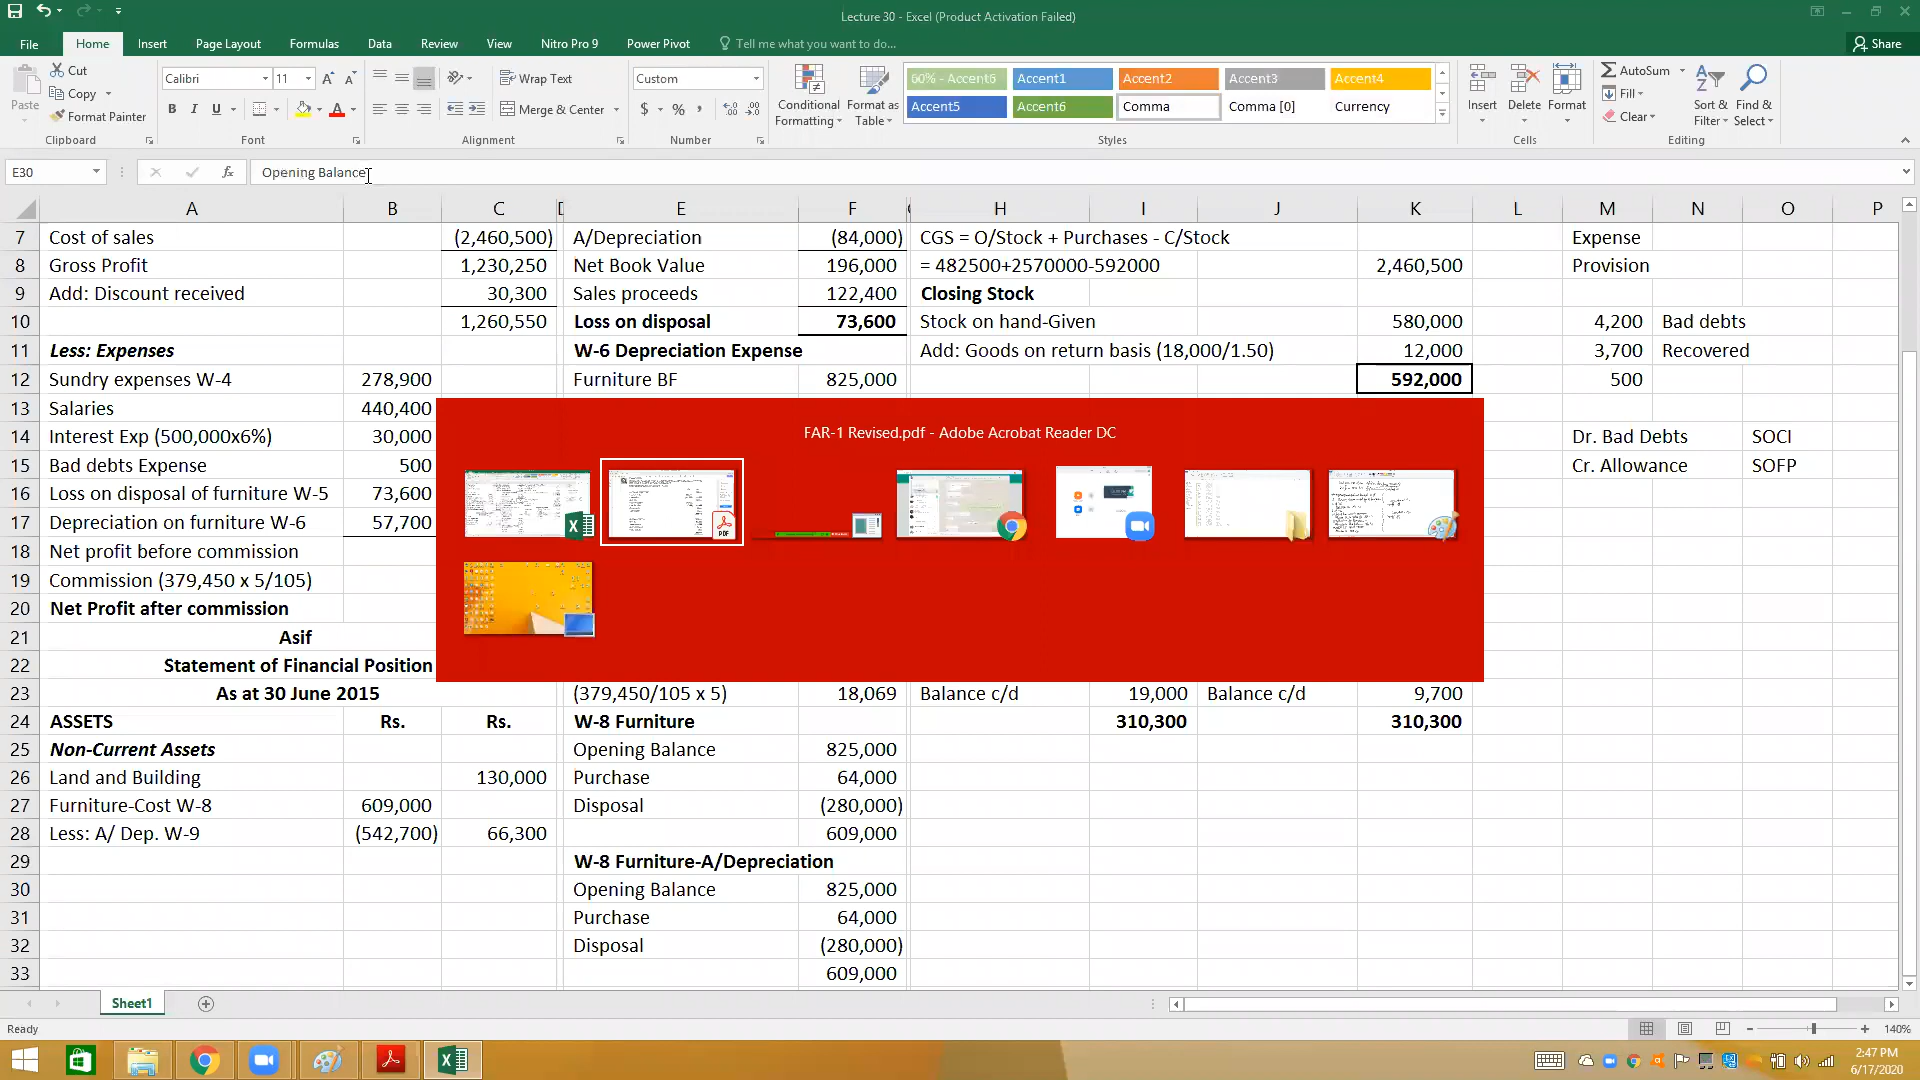 Lecture 30 - Excel (Product Activation Failed)
File Home Insert Page Layout Formulas Data Review View Nitro Pro 9 Power Pivot Tell me what you want to do... Share
Paste Cut Copy Format Painter Clipboard
Calibri 11 B I U A Font
Wrap Text Merge & Center Alignment
Custom $ % , Number
Conditional Formatting Format as Table
60% - Accent6 Accent1 Accent2 Accent3 Accent4
Accent5 Accent6 Comma Comma [0] Currency
Styles
Insert Delete Format Cells
AutoSum Fill Clear Sort & Filter Find & Select Editing
E30 fx Opening Balance
A B C D E F H I J K L M N O P
7 Cost of sales (2,460,500) A/Depreciation (84,000) CGS = O/Stock + Purchases - C/Stock Expense
8 Gross Profit 1,230,250 Net Book Value 196,000 = 482500+2570000-592000 2,460,500 Provision
9 Add: Discount received 30,300 Sales proceeds 122,400 Closing Stock
10 1,260,550 Loss on disposal 73,600 Stock on hand-Given 580,000 4,200 Bad debts
11 Less: Expenses W-6 Depreciation Expense Add: Goods on return basis (18,000/1.50) 12,000 3,700 Recovered
12 Sundry expenses W-4 278,900 Furniture BF 825,000 592,000 500
13 Salaries 440,400
FAR-1 Revised.pdf - Adobe Acrobat Reader DC
14 Interest Exp (500,000x6%) 30,000 Dr. Bad Debts SOCI
15 Bad debts Expense 500 Cr. Allowance SOFP
16 Loss on disposal of furniture W-5 73,600
17 Depreciation on furniture W-6 57,700
18 Net profit before commission
19 Commission (379,450 x 5/105)
20 Net Profit after commission
21 Asif
22 Statement of Financial Position
23 As at 30 June 2015 (379,450/105 x 5) 18,069 Balance c/d 19,000 Balance c/d 9,700
24 ASSETS Rs. Rs. W-8 Furniture 310,300 310,300
25 Non-Current Assets Opening Balance 825,000
26 Land and Building 130,000 Purchase 64,000
27 Furniture-Cost W-8 609,000 Disposal (280,000)
28 Less: A/ Dep. W-9 (542,700) 66,300 609,000
29 W-8 Furniture-A/Depreciation
30 Opening Balance 825,000
31 Purchase 64,000
32 Disposal (280,000)
33 609,000
Sheet1
Ready 140%
2:47 PM
6/17/2020